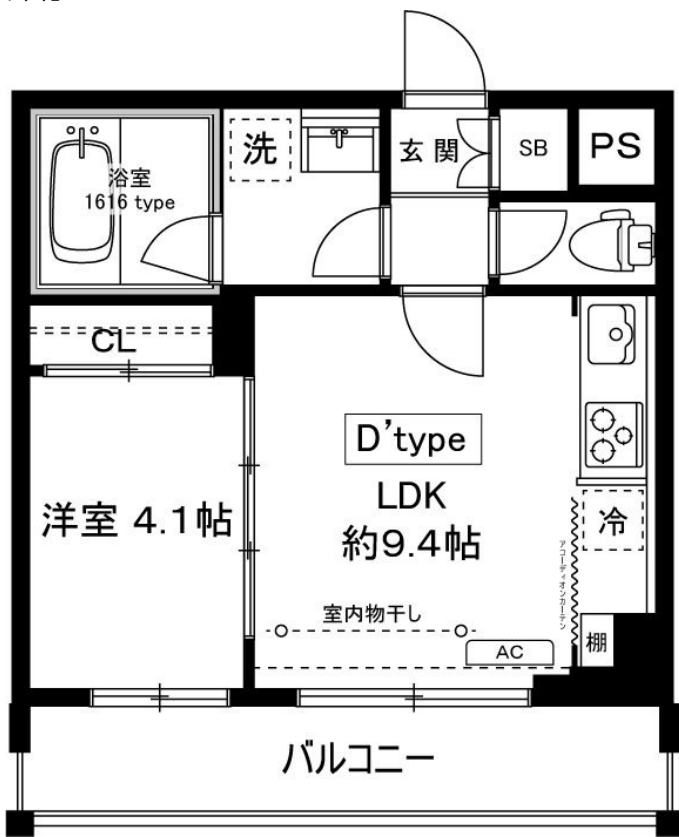 洗
玄関
SB
PS
浴室
1616 type
CL
D'type
LDK
約9.4帖
洋室 4.1帖
冷
アコーディオンカーテン
室内物干し
AC
棚
バルコニー